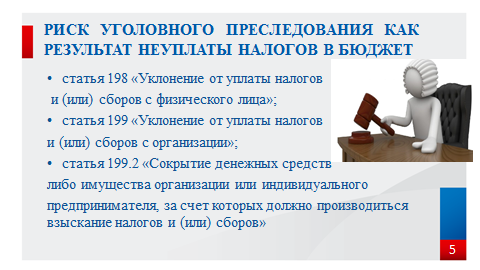 РИСК УГОЛОВНОГО ПРЕСЛЕДОВАНИЯ КАК
РЕЗУЛЬТАТ НЕУПЛАТЫ НАЛОГОВ В БЮДЖЕТ
• статья 198 «Уклонение от уплаты налогов
и (или) сборов с физического лица»;
• статья 199 «Уклонение от уплаты налогов
и (или) сборов с организации»;
• статья 199.2 «Сокрытие денежных средств
либо имущества организации или индивидуального
предпринимателя, за счет которых должно производиться
взыскание налогов и (или) сборов»
5